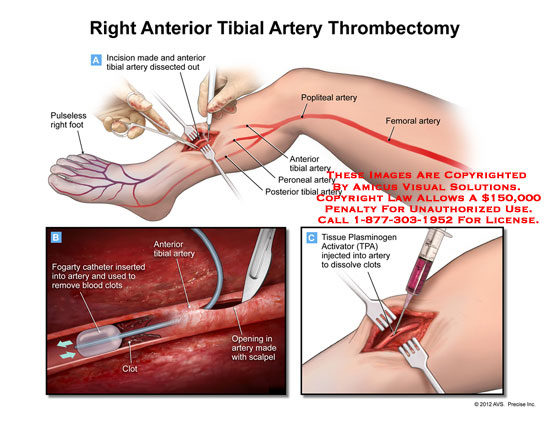 Right Anterior Tibial Artery Thrombectomy
A
Incision made and anterior
tibial artery dissected out
Pulseless
right foot
Popliteal artery
Femoral artery
Anterior
tibial artery
Peroneal artery
Posterior tibial artery
These Images Are Copyrighted
By Amicus Visual Solutions.
Copyright Law Allows A $150,000
Penalty For Unauthorized Use.
Call 1-877-303-1952 For License.
B
Anterior
tibial artery
Fogarty catheter inserted
into artery and used to
remove blood clots
Opening in
artery made
with scalpel
Clot
C
Tissue Plasminogen
Activator (TPA)
injected into artery
to dissolve clots
© 2012 AVS. Precise Inc.